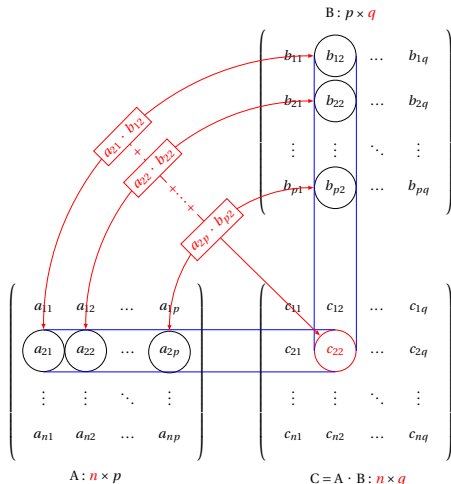 B: p × q
b₁₁ b₁₂ … b₁q
b₂₁ b₂₂ … b₂q
⋮ ⋮ ⋱ ⋮
bₚ₁ bₚ₂ … bₚq
a₂₁ · b₁₂
+
a₂₂ · b₂₂
+ ⋯ +
a₂ₚ · bₚ₂
a₁₁ a₁₂ … a₁ₚ c₁₁ c₁₂ … c₁q
a₂₁ a₂₂ … a₂ₚ c₂₁ c₂₂ … c₂q
⋮ ⋮ ⋱ ⋮ ⋮ ⋮ ⋱ ⋮
aₙ₁ aₙ₂ … aₙₚ cₙ₁ cₙ₂ … cₙq
A: n × p
C = A · B: n × q